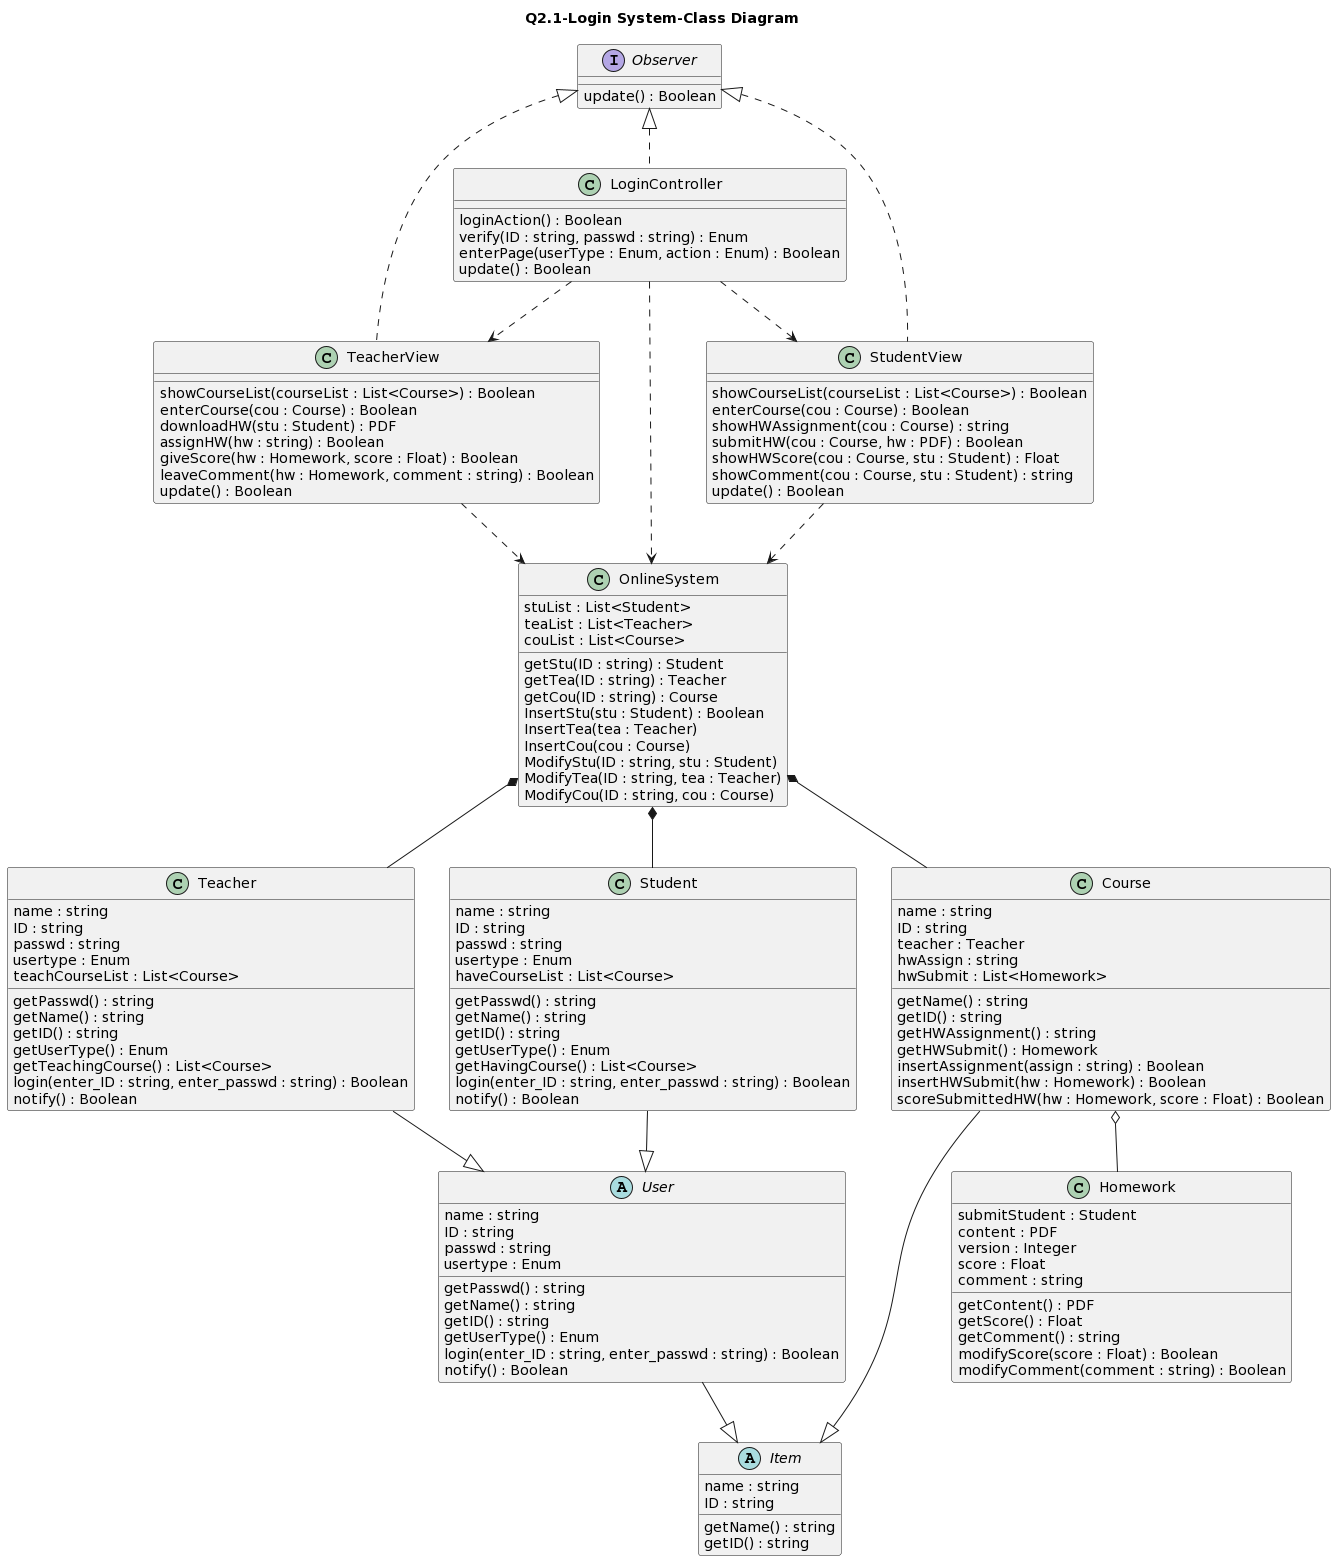 Q2.1-Login System-Class Diagram
I Observer
update() : Boolean
C LoginController
loginAction() : Boolean
verify(ID : string, passwd : string) : Enum
enterPage(userType : Enum, action : Enum) : Boolean
update() : Boolean
C TeacherView
showCourseList(courseList : List<Course>) : Boolean
enterCourse(cou : Course) : Boolean
downloadHW(stu : Student) : PDF
assignHW(hw : string) : Boolean
giveScore(hw : Homework, score : Float) : Boolean
leaveComment(hw : Homework, comment : string) : Boolean
update() : Boolean
C StudentView
showCourseList(courseList : List<Course>) : Boolean
enterCourse(cou : Course) : Boolean
showHWAssignment(cou : Course) : string
submitHW(cou : Course, hw : PDF) : Boolean
showHWScore(cou : Course, stu : Student) : Float
showComment(cou : Course, stu : Student) : string
update() : Boolean
C OnlineSystem
stuList : List<Student>
teaList : List<Teacher>
couList : List<Course>
getStu(ID : string) : Student
getTea(ID : string) : Teacher
getCou(ID : string) : Course
InsertStu(stu : Student) : Boolean
InsertTea(tea : Teacher)
InsertCou(cou : Course)
ModifyStu(ID : string, stu : Student)
ModifyTea(ID : string, tea : Teacher)
ModifyCou(ID : string, cou : Course)
C Teacher
name : string
ID : string
passwd : string
usertype : Enum
teachCourseList : List<Course>
getPasswd() : string
getName() : string
getID() : string
getUserType() : Enum
getTeachingCourse() : List<Course>
login(enter_ID : string, enter_passwd : string) : Boolean
notify() : Boolean
C Student
name : string
ID : string
passwd : string
usertype : Enum
haveCourseList : List<Course>
getPasswd() : string
getName() : string
getID() : string
getUserType() : Enum
getHavingCourse() : List<Course>
login(enter_ID : string, enter_passwd : string) : Boolean
notify() : Boolean
C Course
name : string
ID : string
teacher : Teacher
hwAssign : string
hwSubmit : List<Homework>
getName() : string
getID() : string
getHWAssignment() : string
getHWSubmit() : Homework
insertAssignment(assign : string) : Boolean
insertHWSubmit(hw : Homework) : Boolean
scoreSubmittedHW(hw : Homework, score : Float) : Boolean
A User
name : string
ID : string
passwd : string
usertype : Enum
getPasswd() : string
getName() : string
getID() : string
getUserType() : Enum
login(enter_ID : string, enter_passwd : string) : Boolean
notify() : Boolean
C Homework
submitStudent : Student
content : PDF
version : Integer
score : Float
comment : string
getContent() : PDF
getScore() : Float
getComment() : string
modifyScore(score : Float) : Boolean
modifyComment(comment : string) : Boolean
A Item
name : string
ID : string
getName() : string
getID() : string